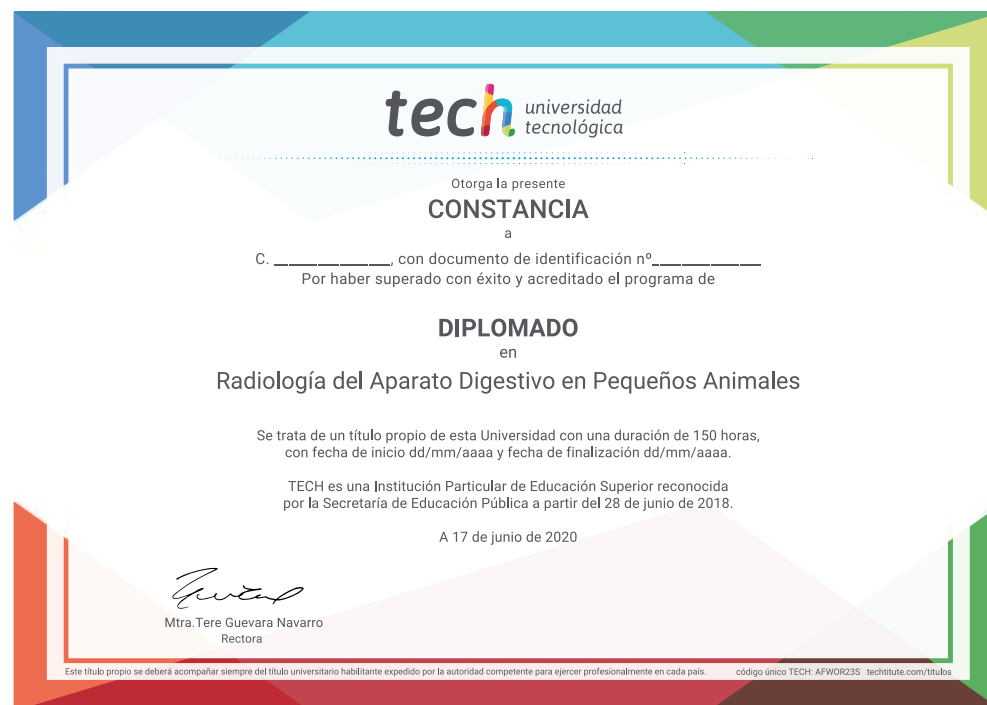 tech universidad
tecnológica
Otorga la presente
CONSTANCIA
a
C. ________________, con documento de identificación nº________________
Por haber superado con éxito y acreditado el programa de
DIPLOMADO
en
Radiología del Aparato Digestivo en Pequeños Animales
Se trata de un título propio de esta Universidad con una duración de 150 horas,
con fecha de inicio dd/mm/aaaa y fecha de finalización dd/mm/aaaa.
TECH es una Institución Particular de Educación Superior reconocida
por la Secretaría de Educación Pública a partir del 28 de junio de 2018.
A 17 de junio de 2020
Mtra.Tere Guevara Navarro
Rectora
Este título propio se deberá acompañar siempre del título universitario habilitante expedido por la autoridad competente para ejercer profesionalmente en cada país. código único TECH: AFWOR23S techtitute.com/titulos